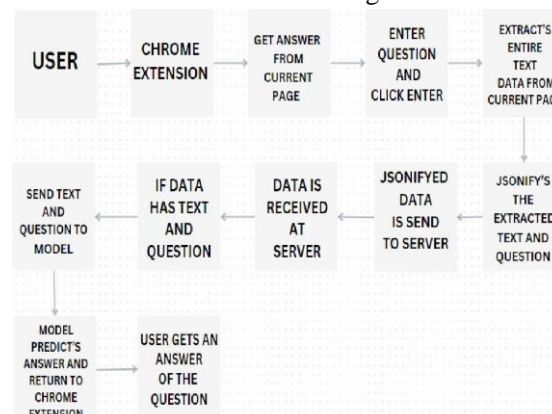 USER
CHROME
EXTENSION
GET ANSWER
FROM
CURRENT
PAGE
ENTER
QUESTION
AND
CLICK ENTER
EXTRACT'S
ENTIRE
TEXT
DATA FROM
CURRENT
JSONIFY'S
THE
EXTRACTED
TEXT AND
QUESTION
JSONIFYED
DATA
IS SEND
TO SERVER
DATA IS
RECEIVED
AT
SERVER
IF DATA
HAS TEXT
AND
QUESTION
SEND TEXT
AND
QUESTION TO
MODEL
MODEL
PREDICT'S
ANSWER AND
RETURN TO
CHROME
EXTENSION
USER GETS AN
ANSWER
OF THE
QUESTION